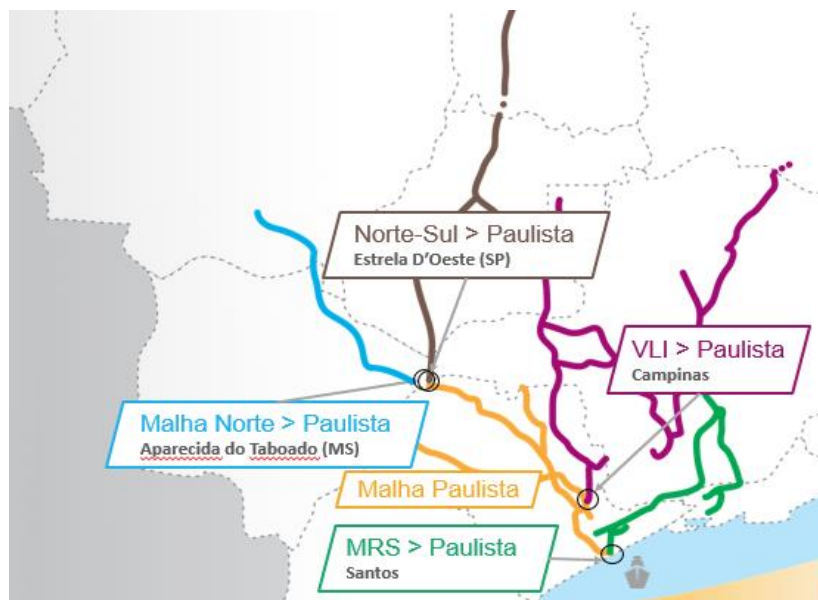 Norte-Sul > Paulista
Estrela D'Oeste (SP)
VLI > Paulista
Campinas
Malha Norte > Paulista
Aparecida do Taboado (MS)
Malha Paulista
MRS > Paulista
Santos